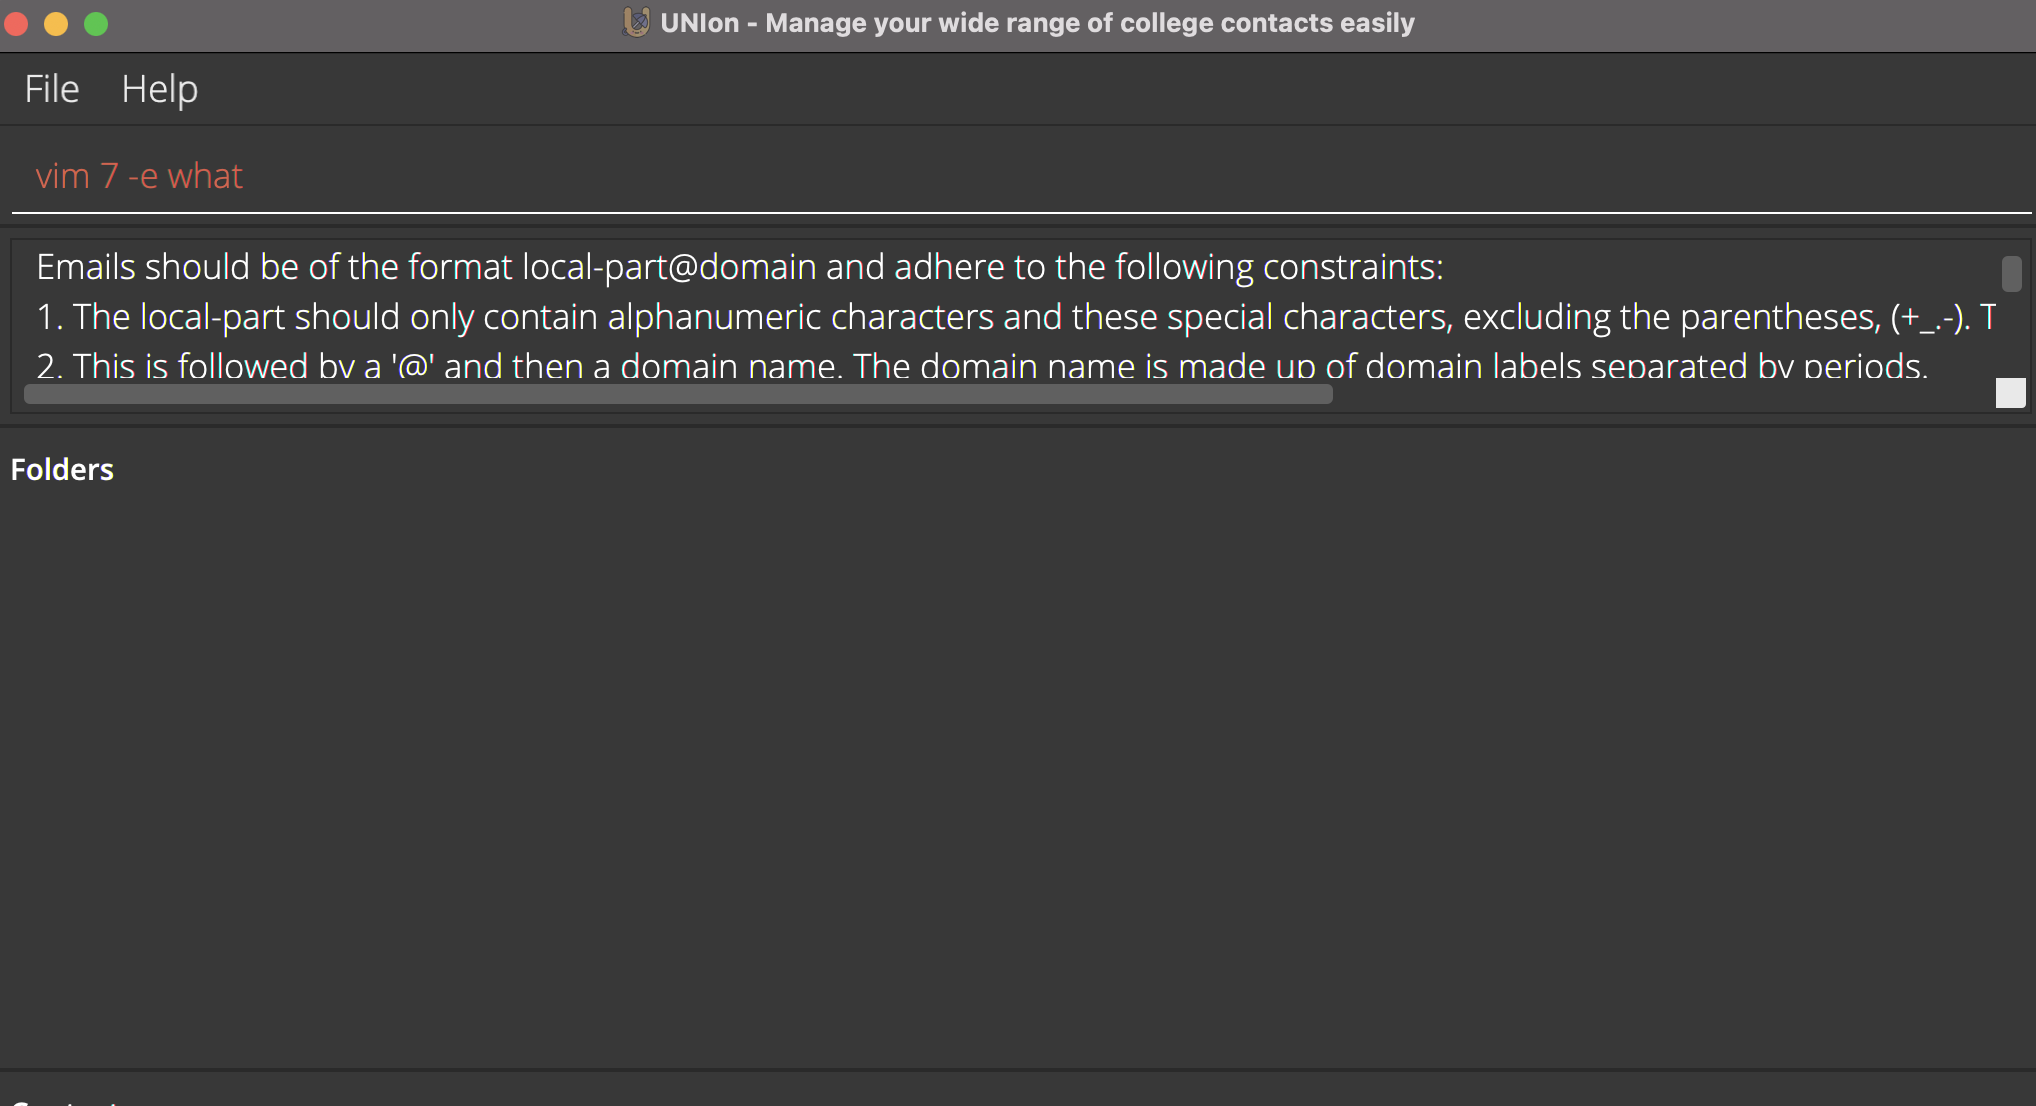 UNIon - Manage your wide range of college contacts easily
File Help
vim 7 -e what
Emails should be of the format local-part@domain and adhere to the following constraints:
1. The local-part should only contain alphanumeric characters and these special characters, excluding the parentheses, (+_.-). T
2. This is followed by a '@' and then a domain name. The domain name is made up of domain labels separated by periods.
Folders